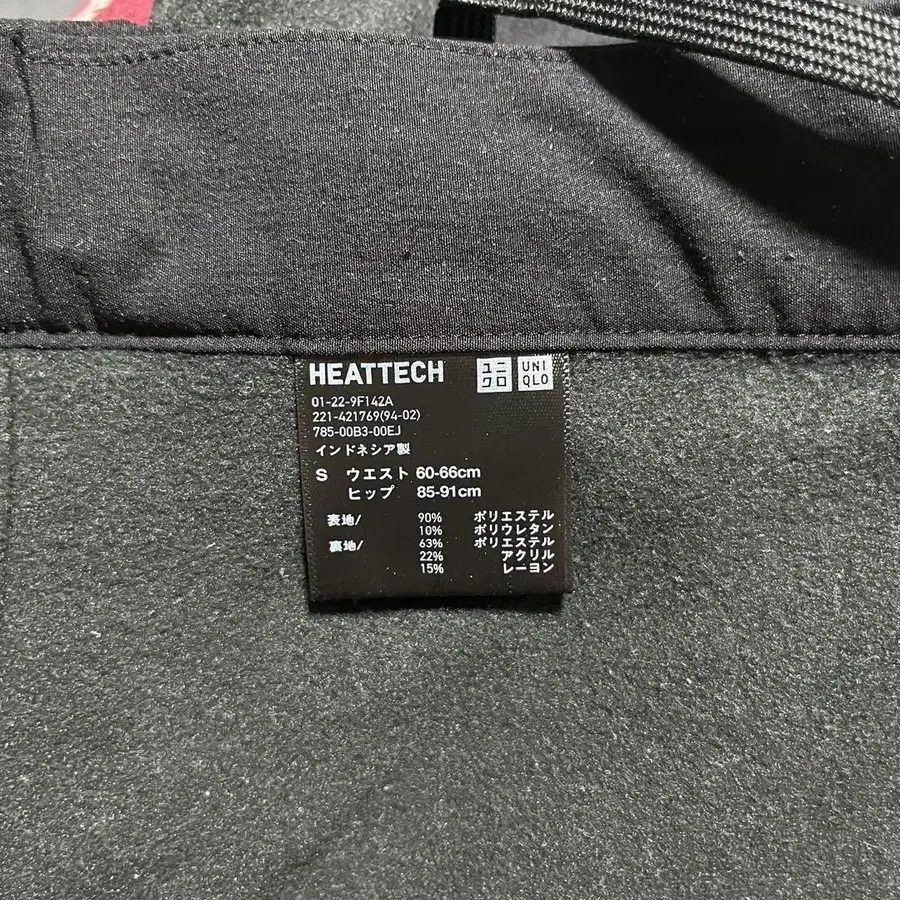 HEATTECH
ユニ
クロ
UNI
QLO
01-22-9F142A
221-421769(94-02)
785-00B3-00EJ
インドネシア製
S ウエスト 60-66cm
ヒップ 85-91cm
表地/ 90% ポリエステル
10% ポリウレタン
裏地/ 63% ポリエステル
22% アクリル
15% レーヨン